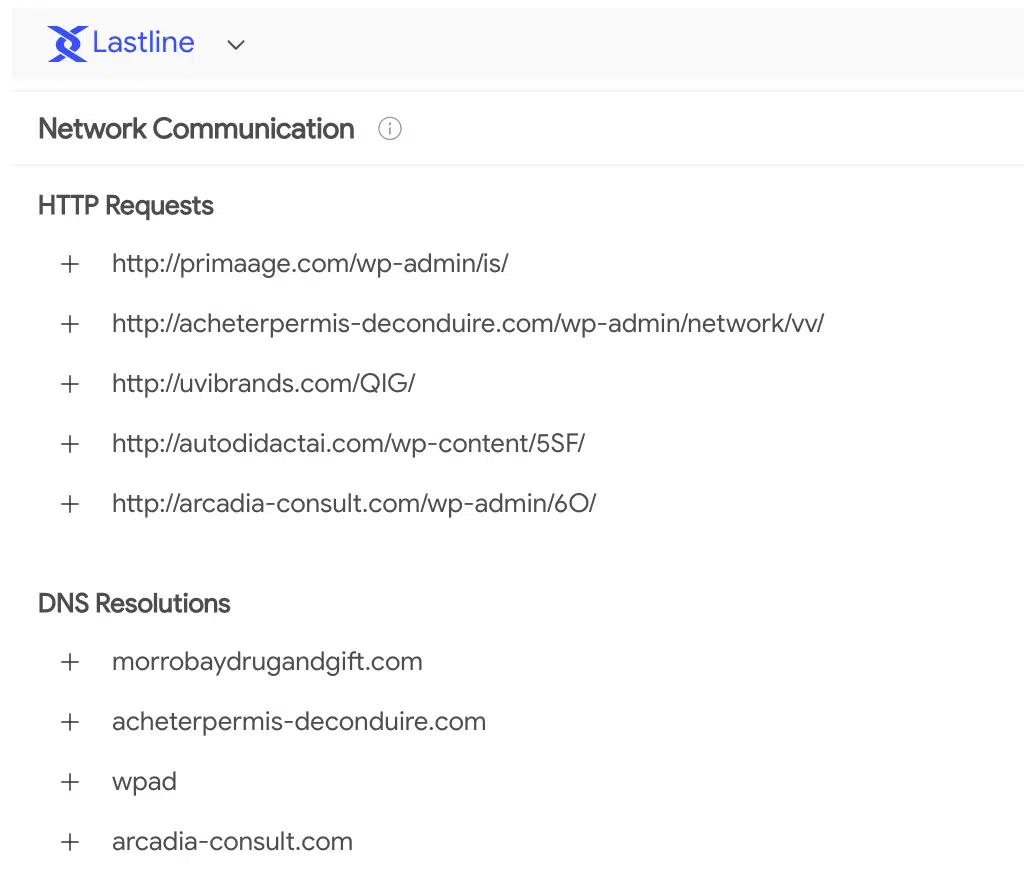 Lastline
Network Communication
HTTP Requests
http://primaage.com/wp-admin/is/
http://acheterpermis-deconduire.com/wp-admin/network/vv/
http://uvibrands.com/QIG/
http://autodidactai.com/wp-content/5SF/
http://arcadia-consult.com/wp-admin/6O/
DNS Resolutions
morrobaydrugandgift.com
acheterpermis-deconduire.com
wpad
arcadia-consult.com